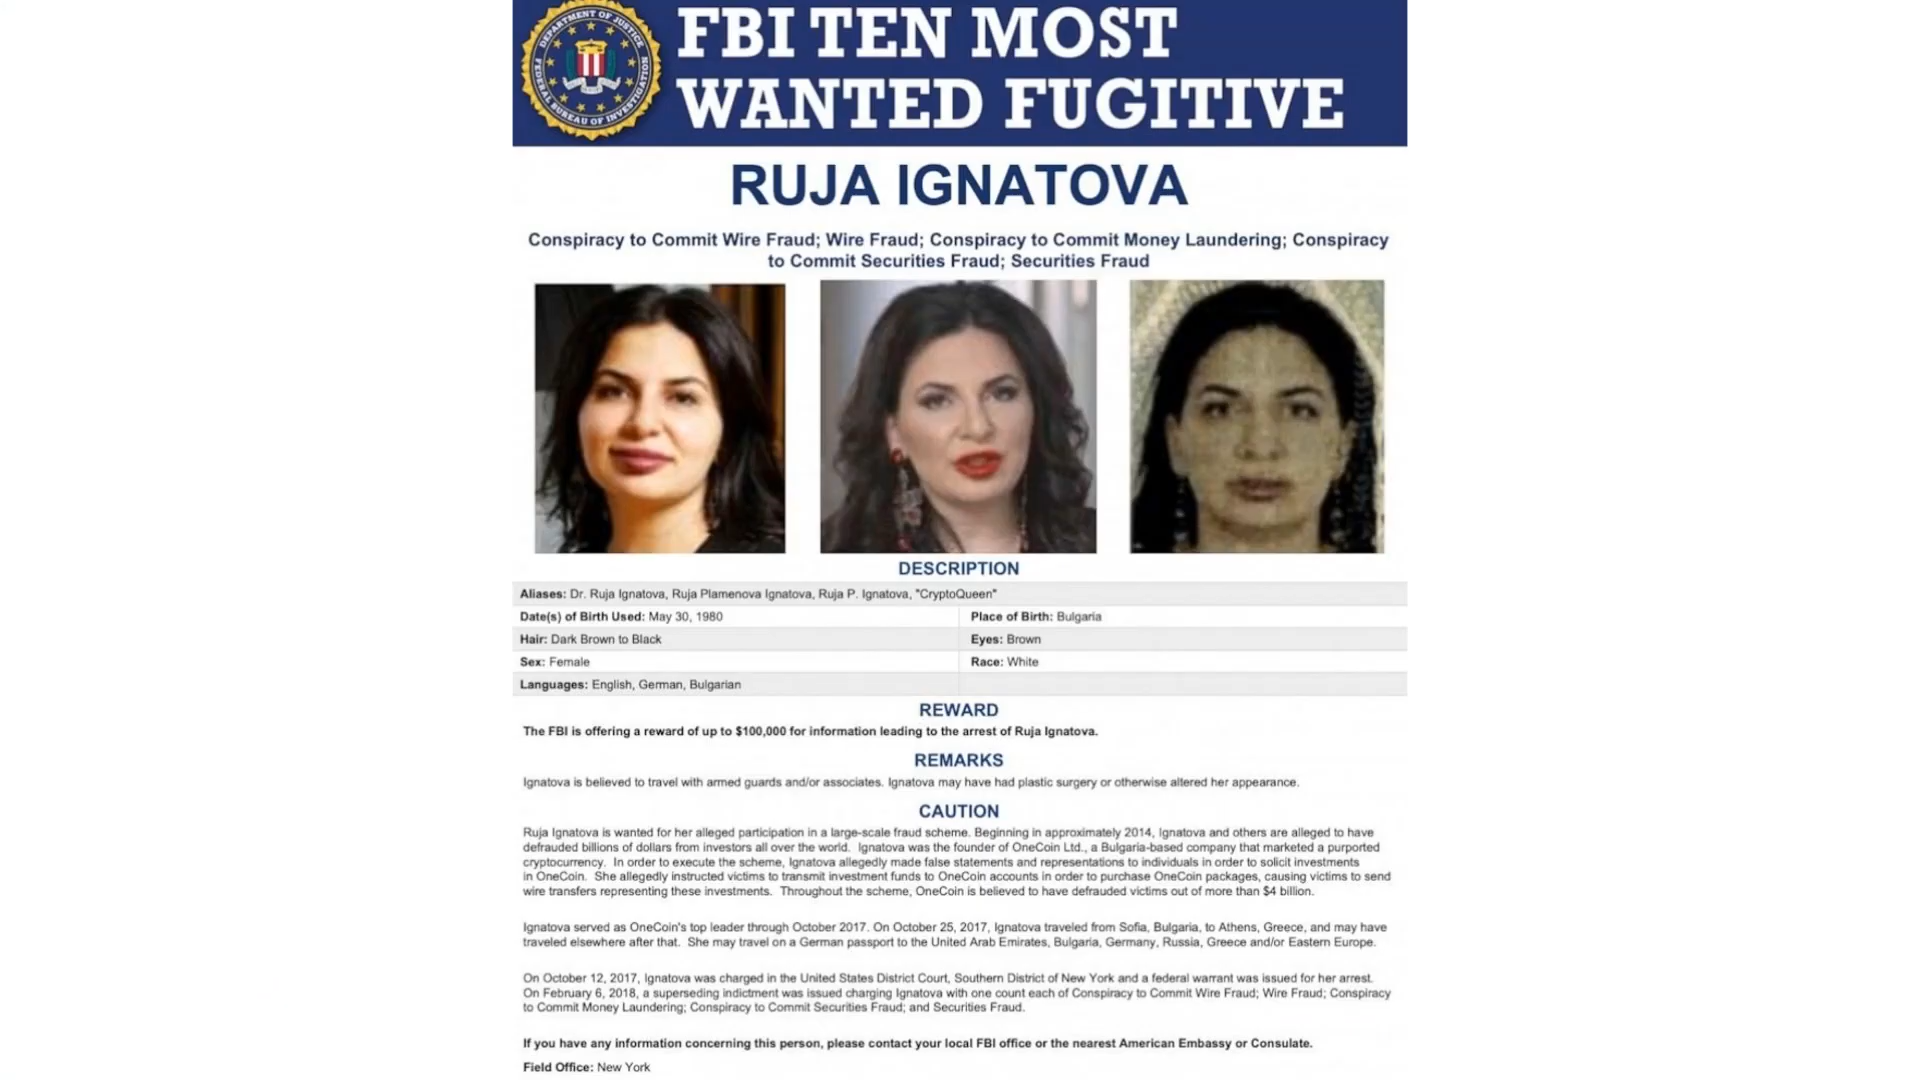 DEPARTMENT OF JUSTICE
FEDERAL BUREAU OF INVESTIGATION
FBI TEN MOST
WANTED FUGITIVE
RUJA IGNATOVA
Conspiracy to Commit Wire Fraud; Wire Fraud; Conspiracy to Commit Money Laundering; Conspiracy
to Commit Securities Fraud; Securities Fraud
DESCRIPTION
Aliases: Dr. Ruja Ignatova, Ruja Plamenova Ignatova, Ruja P. Ignatova, "CryptoQueen"
Date(s) of Birth Used: May 30, 1980 Place of Birth: Bulgaria
Hair: Dark Brown to Black Eyes: Brown
Sex: Female Race: White
Languages: English, German, Bulgarian
REWARD
The FBI is offering a reward of up to $100,000 for information leading to the arrest of Ruja Ignatova.
REMARKS
Ignatova is believed to travel with armed guards and/or associates. Ignatova may have had plastic surgery or otherwise altered her appearance.
CAUTION
Ruja Ignatova is wanted for her alleged participation in a large-scale fraud scheme. Beginning in approximately 2014, Ignatova and others are alleged to have
defrauded billions of dollars from investors all over the world. Ignatova was the founder of OneCoin Ltd., a Bulgaria-based company that marketed a purported
cryptocurrency. In order to execute the scheme, Ignatova allegedly made false statements and representations to individuals in order to solicit investments
in OneCoin. She allegedly instructed victims to transmit investment funds to OneCoin accounts in order to purchase OneCoin packages, causing victims to send
wire transfers representing these investments. Throughout the scheme, OneCoin is believed to have defrauded victims out of more than $4 billion.
Ignatova served as OneCoin's top leader through October 2017. On October 25, 2017, Ignatova traveled from Sofia, Bulgaria, to Athens, Greece, and may have
traveled elsewhere after that. She may travel on a German passport to the United Arab Emirates, Bulgaria, Germany, Russia, Greece and/or Eastern Europe.
On October 12, 2017, Ignatova was charged in the United States District Court, Southern District of New York and a federal warrant was issued for her arrest.
On February 6, 2018, a superseding indictment was issued charging Ignatova with one count each of Conspiracy to Commit Wire Fraud; Wire Fraud; Conspiracy
to Commit Money Laundering; Conspiracy to Commit Securities Fraud; and Securities Fraud.
If you have any information concerning this person, please contact your local FBI office or the nearest American Embassy or Consulate.
Field Office: New York